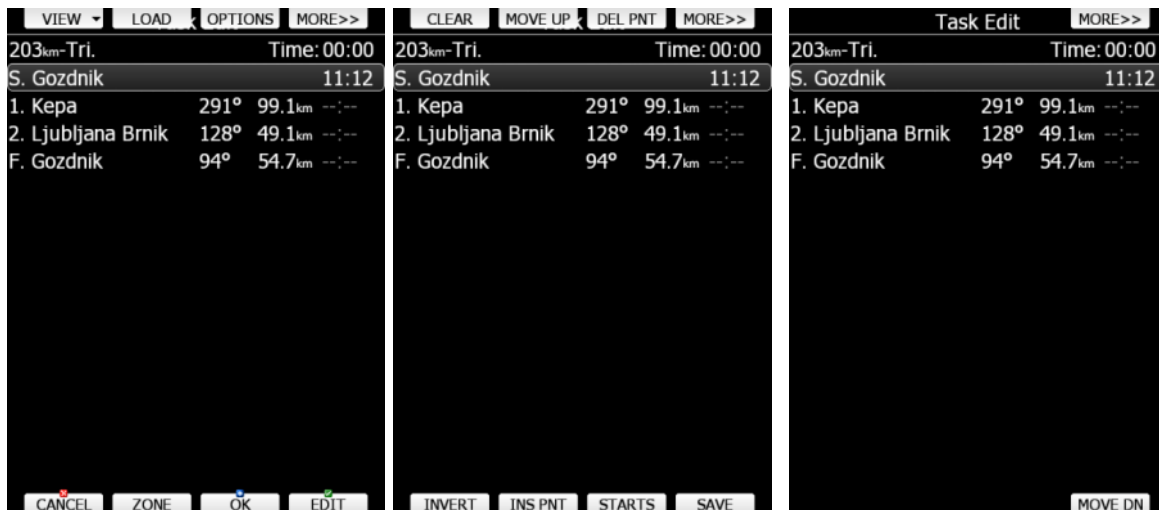 VIEW LOAD OPTIONS MORE>>
203km-Tri. Time: 00:00
S. Gozdnik 11:12
1. Kepa 291° 99.1km --:--
2. Ljubljana Brnik 128° 49.1km --:--
F. Gozdnik 94° 54.7km --:--
CANCEL ZONE OK EDIT
CLEAR MOVE UP DEL PNT MORE>>
203km-Tri. Time: 00:00
S. Gozdnik 11:12
1. Kepa 291° 99.1km --:--
2. Ljubljana Brnik 128° 49.1km --:--
F. Gozdnik 94° 54.7km --:--
INVERT INS PNT STARTS SAVE
Task Edit MORE>>
203km-Tri. Time: 00:00
S. Gozdnik 11:12
1. Kepa 291° 99.1km --:--
2. Ljubljana Brnik 128° 49.1km --:--
F. Gozdnik 94° 54.7km --:--
MOVE DN